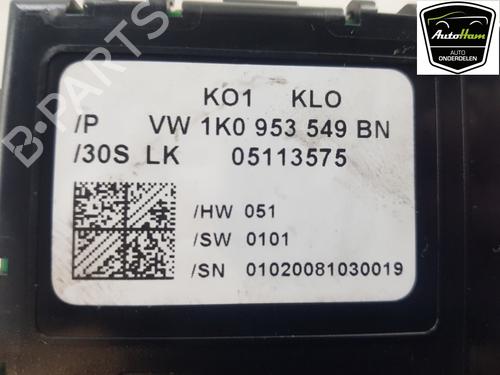 AutoHam
AUTO
ONDERDELEN
B-PARTS
KO1 KLO
/P VW 1K0 953 549 BN
/30S LK 05113575
/HW 051
/SW 0101
/SN 01020081030019